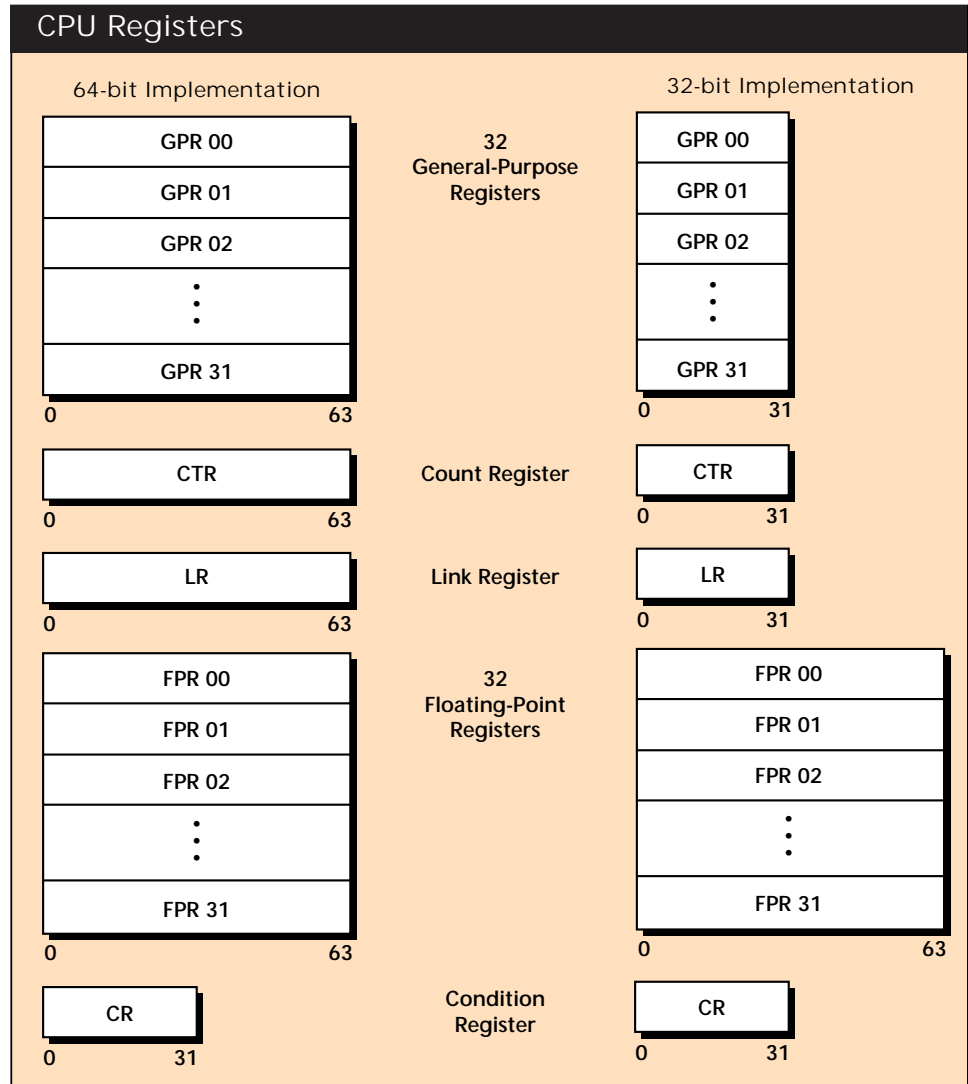 CPU Registers
64-bit Implementation
32-bit Implementation
GPR 00
GPR 01
GPR 02
GPR 31
0 63
32
General-Purpose
Registers
GPR 00
GPR 01
GPR 02
GPR 31
0 31
CTR
0 63
Count Register
CTR
0 31
LR
0 63
Link Register
LR
0 31
FPR 00
FPR 01
FPR 02
FPR 31
0 63
32
Floating-Point
Registers
FPR 00
FPR 01
FPR 02
FPR 31
0 63
CR
0 31
Condition
Register
CR
0 31